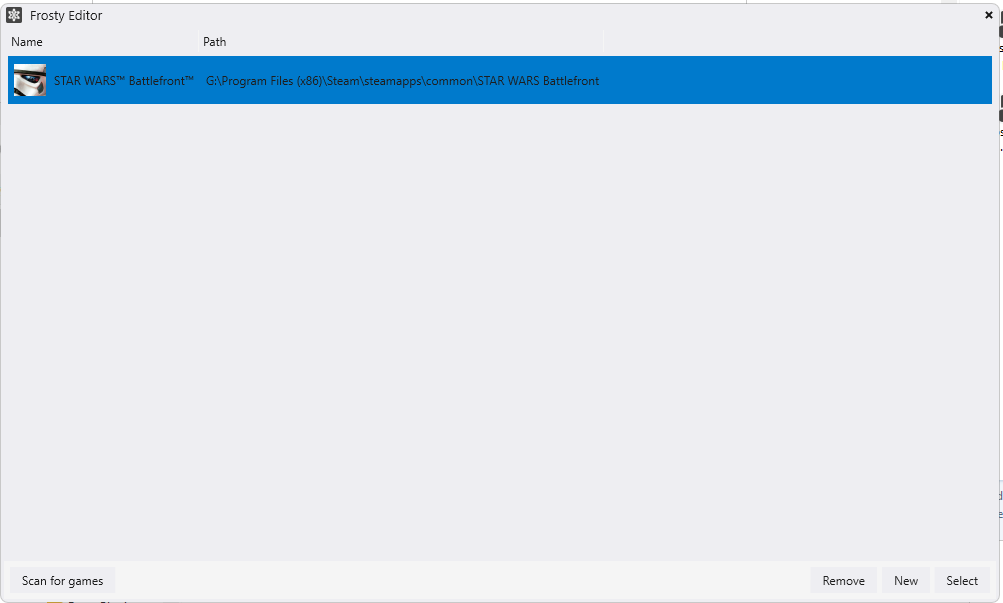 Frosty Editor
Name Path
STAR WARS™ Battlefront™ G:\Program Files (x86)\Steam\steamapps\common\STAR WARS Battlefront
Scan for games Remove New Select